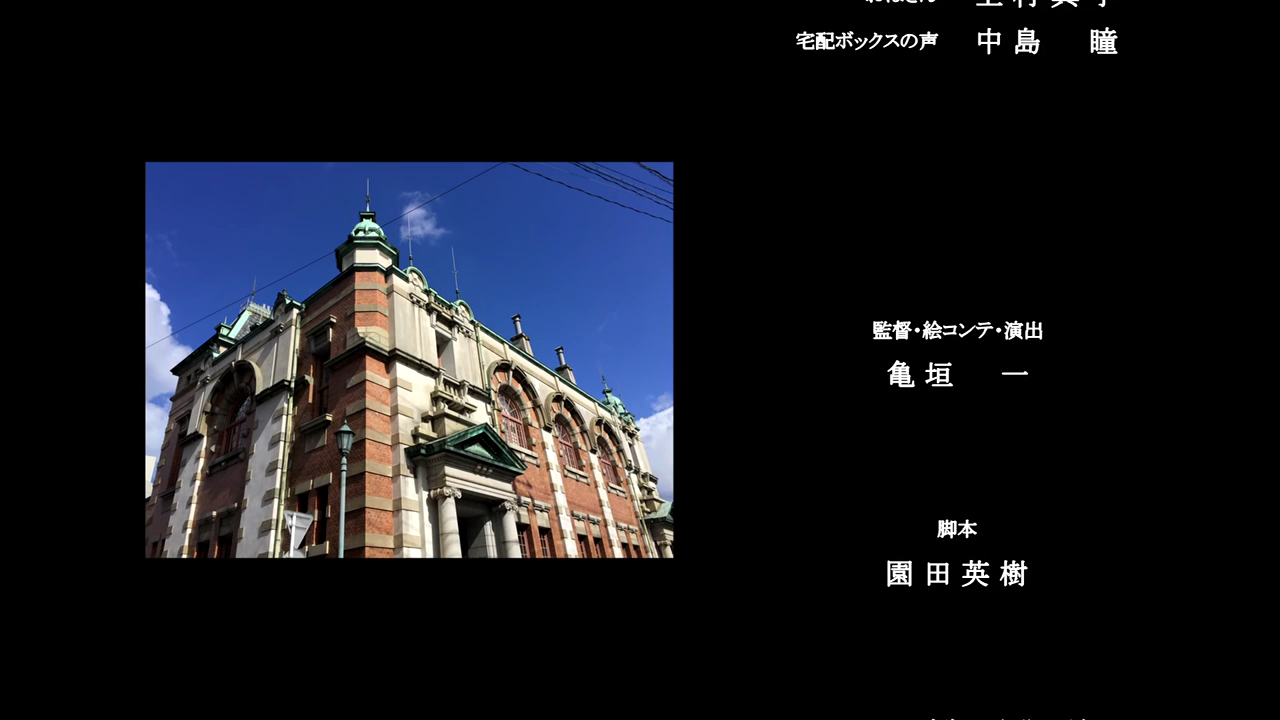 宅配ボックスの声 中島 瞳
監督・絵コンテ・演出
亀垣 一
脚本
園田英樹